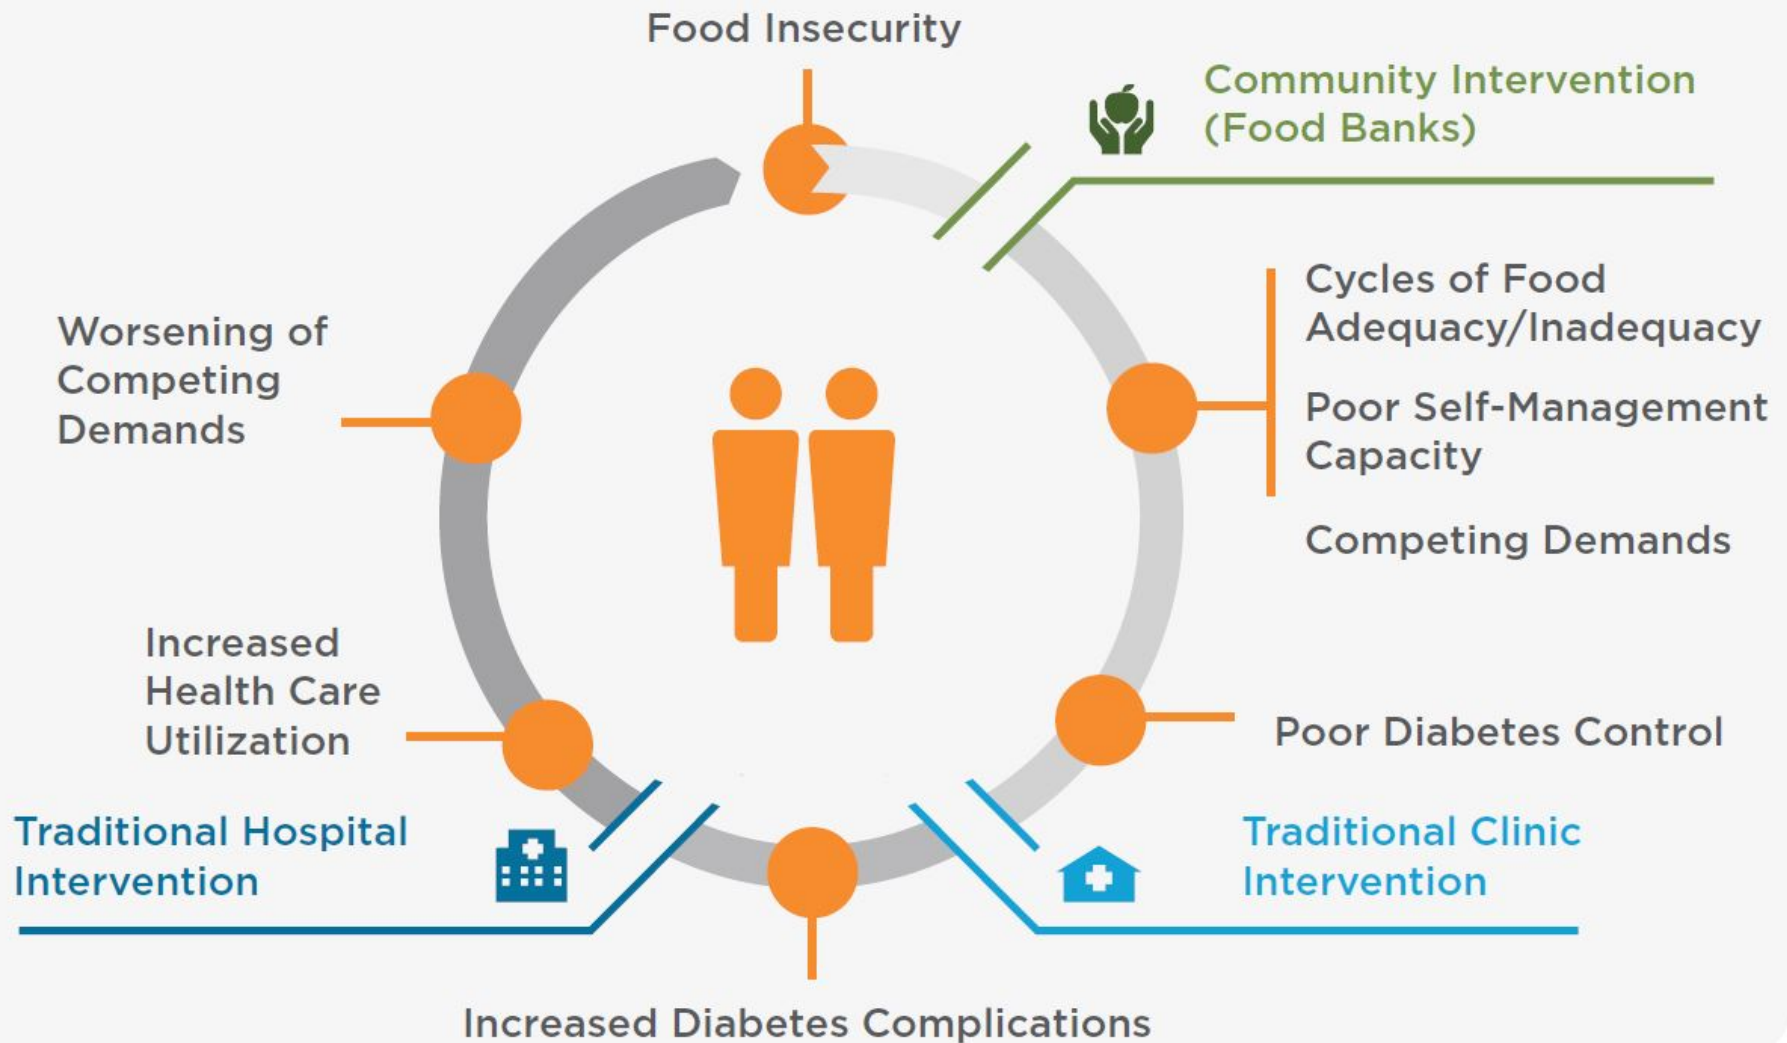 Food Insecurity
Community Intervention
(Food Banks)
Cycles of Food
Adequacy/Inadequacy
Poor Self-Management
Capacity
Competing Demands
Poor Diabetes Control
Traditional Clinic
Intervention
Increased Diabetes Complications
Traditional Hospital
Intervention
Increased
Health Care
Utilization
Worsening of
Competing
Demands